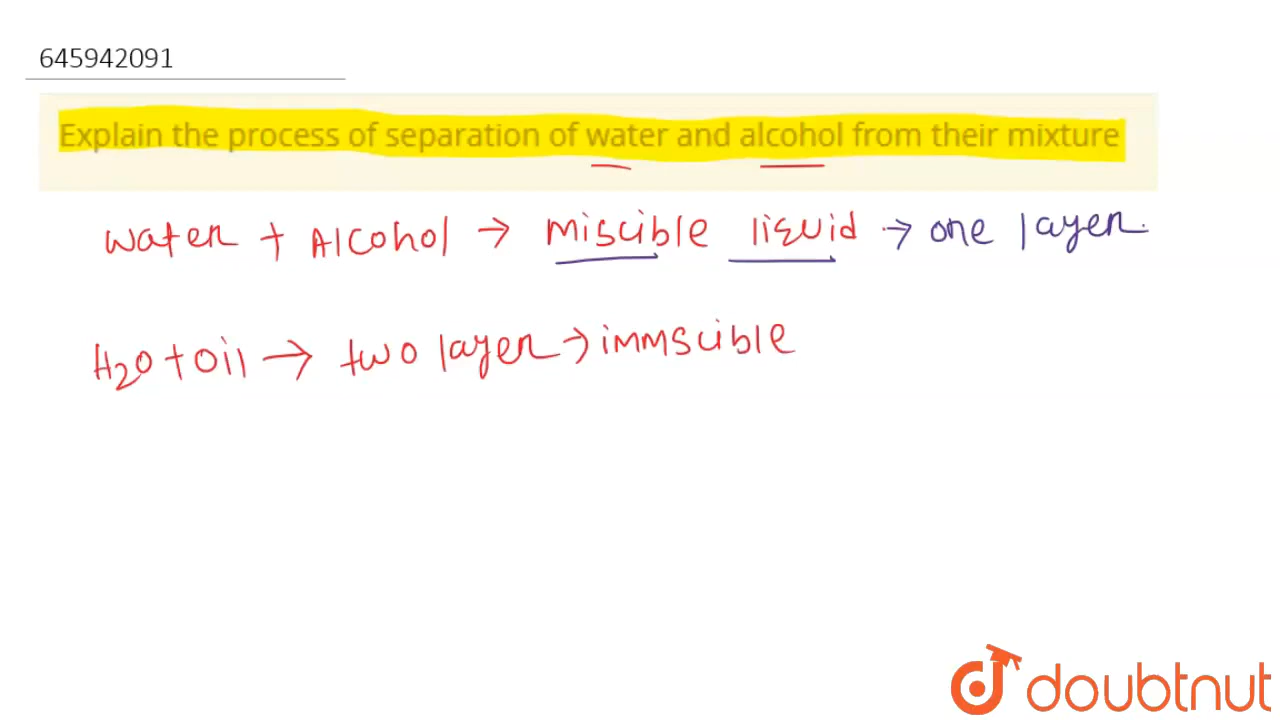 645942091
Explain the process of separation of water and alcohol from their mixture
water + Alcohol → miscible liquid → one layer.
H2O + Oil → two layer → immscible
doubtnut